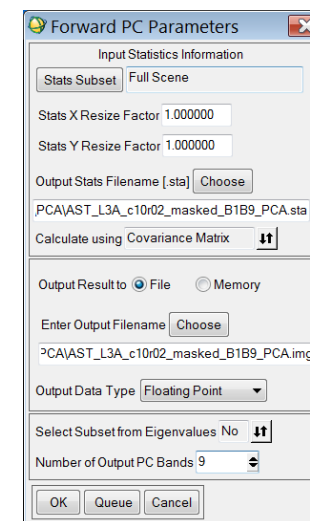 Forward PC Parameters
Input Statistics Information
Stats Subset Full Scene
Stats X Resize Factor 1.000000
Stats Y Resize Factor 1.000000
Output Stats Filename [.sta] Choose
PCA\AST_L3A_c10r02_masked_B1B9_PCA.sta
Calculate using Covariance Matrix
Output Result to File Memory
Enter Output Filename Choose
PCA\AST_L3A_c10r02_masked_B1B9_PCA.img
Output Data Type Floating Point
Select Subset from Eigenvalues No
Number of Output PC Bands 9
OK Queue Cancel